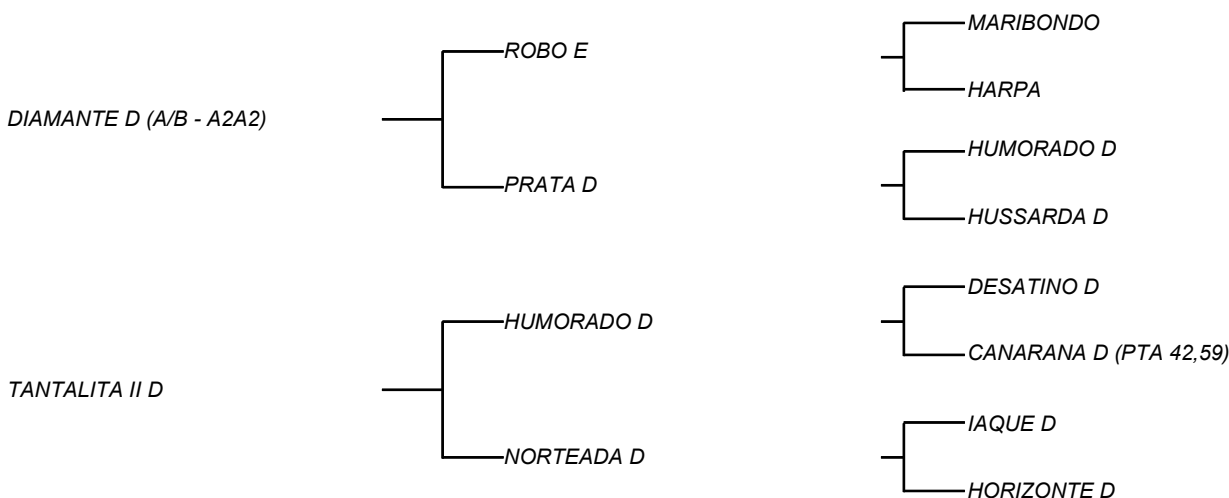 MARIBONDO
ROBO E
HARPA
DIAMANTE D (A/B - A2A2)
HUMORADO D
PRATA D
HUSSARDA D
DESATINO D
HUMORADO D
CANARANA D (PTA 42,59)
TANTALITA II D
IAQUE D
NORTEADA D
HORIZONTE D